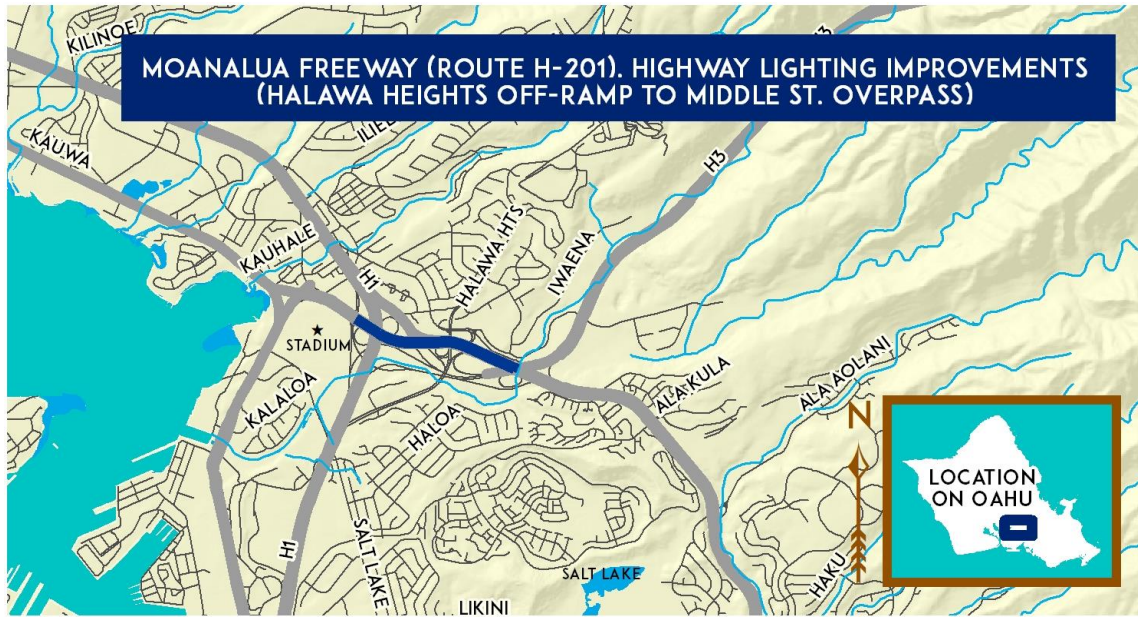 KILINOE
H3
MOANALUA FREEWAY (ROUTE H-201). HIGHWAY LIGHTING IMPROVEMENTS
(HALAWA HEIGHTS OFF-RAMP TO MIDDLE ST. OVERPASS)
KAUWA
H3
KAUHALE
H1
HALAWA HTS
IWAENA
STADIUM
KALALOA
HALOA
ALA KULA
ALA AOLANI
N
LOCATION
ON OAHU
H1
SALT LAKE
SALT LAKE
HAKU
LIKINI